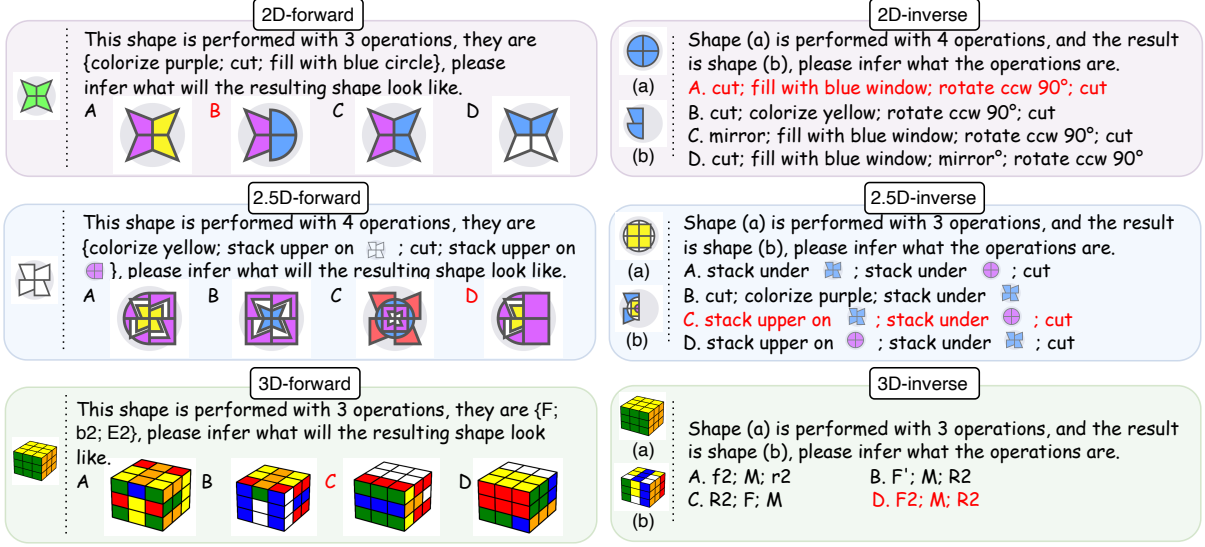 2D-forward
This shape is performed with 3 operations, they are
{colorize purple; cut; fill with blue circle}, please
infer what will the resulting shape look like.
A B C D
2D-inverse
(a)
(b)
Shape (a) is performed with 4 operations, and the result
is shape (b), please infer what the operations are.
A. cut; fill with blue window; rotate ccw 90°; cut
B. cut; colorize yellow; rotate ccw 90°; cut
C. mirror; fill with blue window; rotate ccw 90°; cut
D. cut; fill with blue window; mirror°; rotate ccw 90°
2.5D-forward
This shape is performed with 4 operations, they are
{colorize yellow; stack upper on ; cut; stack upper on
}, please infer what will the resulting shape look like.
A B C D
2.5D-inverse
(a)
(b)
Shape (a) is performed with 3 operations, and the result
is shape (b), please infer what the operations are.
A. stack under ; stack under ; cut
B. cut; colorize purple; stack under
C. stack upper on ; stack under ; cut
D. stack upper on ; stack under ; cut
3D-forward
This shape is performed with 3 operations, they are {F;
b2; E2}, please infer what will the resulting shape look
like.
A B C D
3D-inverse
(a)
(b)
Shape (a) is performed with 3 operations, and the result
is shape (b), please infer what the operations are.
A. f2; M; r2 B. F'; M; R2
C. R2; F; M D. F2; M; R2